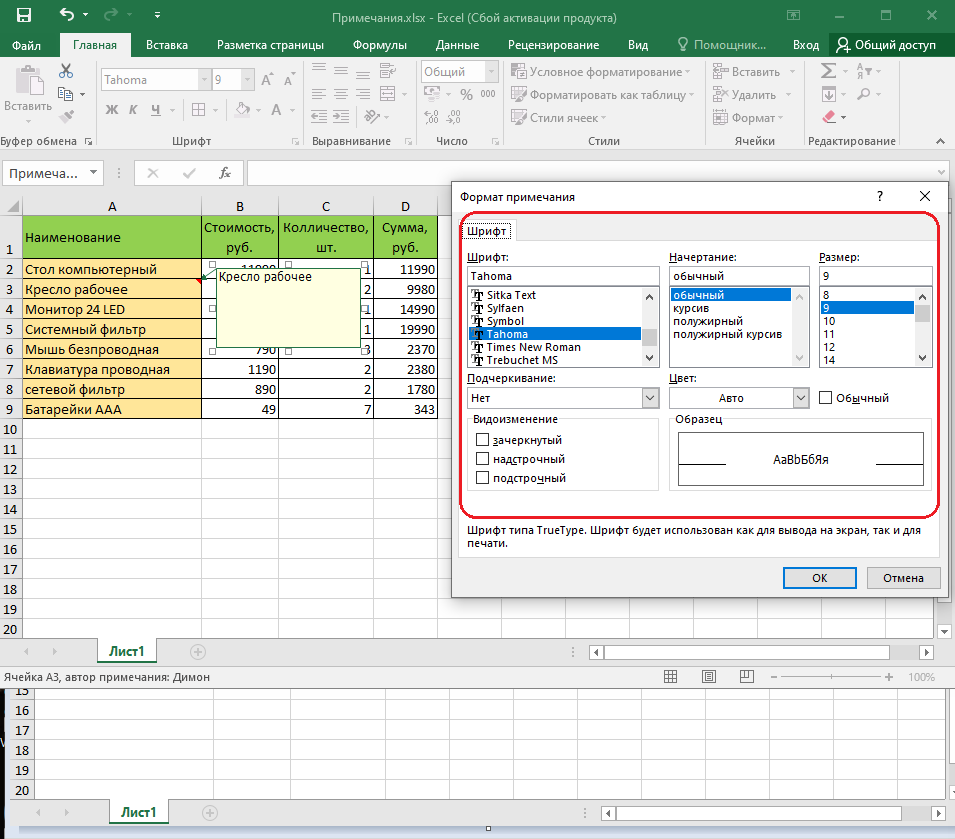 Примечания.xlsx - Excel (Сбой активации продукта)
Файл Главная Вставка Разметка страницы Формулы Данные Рецензирование Вид Помощник... Вход Общий доступ
Вставить
Буфер обмена
Tahoma 9
Ж К Ч
Шрифт
Выравнивание
Общий
% 000
Число
Условное форматирование
Форматировать как таблицу
Стили ячеек
Стили
Вставить
Удалить
Формат
Ячейки
Редактирование
Примеча... fx
A B C D
1 Наименование Стоимость, руб. Колличество, шт. Сумма, руб.
2 Стол компьютерный 1 11990
3 Кресло рабочее 2 9980
4 Монитор 24 LED 1 14990
5 Системный фильтр 1 19990
6 Мышь безпроводная 790 3 2370
7 Клавиатура проводная 1190 2 2380
8 сетевой фильтр 890 2 1780
9 Батарейки ААА 49 7 343
10
11
12
13
14
15
16
17
18
19
20
Кресло рабочее
Формат примечания ?
Шрифт
Шрифт: Начертание: Размер:
Tahoma обычный 9
Sitka Text обычный 8
Sylfaen курсив 9
Symbol полужирный 10
Tahoma полужирный курсив 11
Times New Roman 12
Trebuchet MS 14
Подчеркивание: Цвет:
Нет Авто Обычный
Видоизменение Образец
зачеркнутый
надстрочный
подстрочный
AaBbБбЯя
Шрифт типа TrueType. Шрифт будет использован как для вывода на экран, так и для
печати.
ОК Отмена
Лист1
Ячейка A3, автор примечания: Димон 100%
15
16
17
18
19
20
Лист1